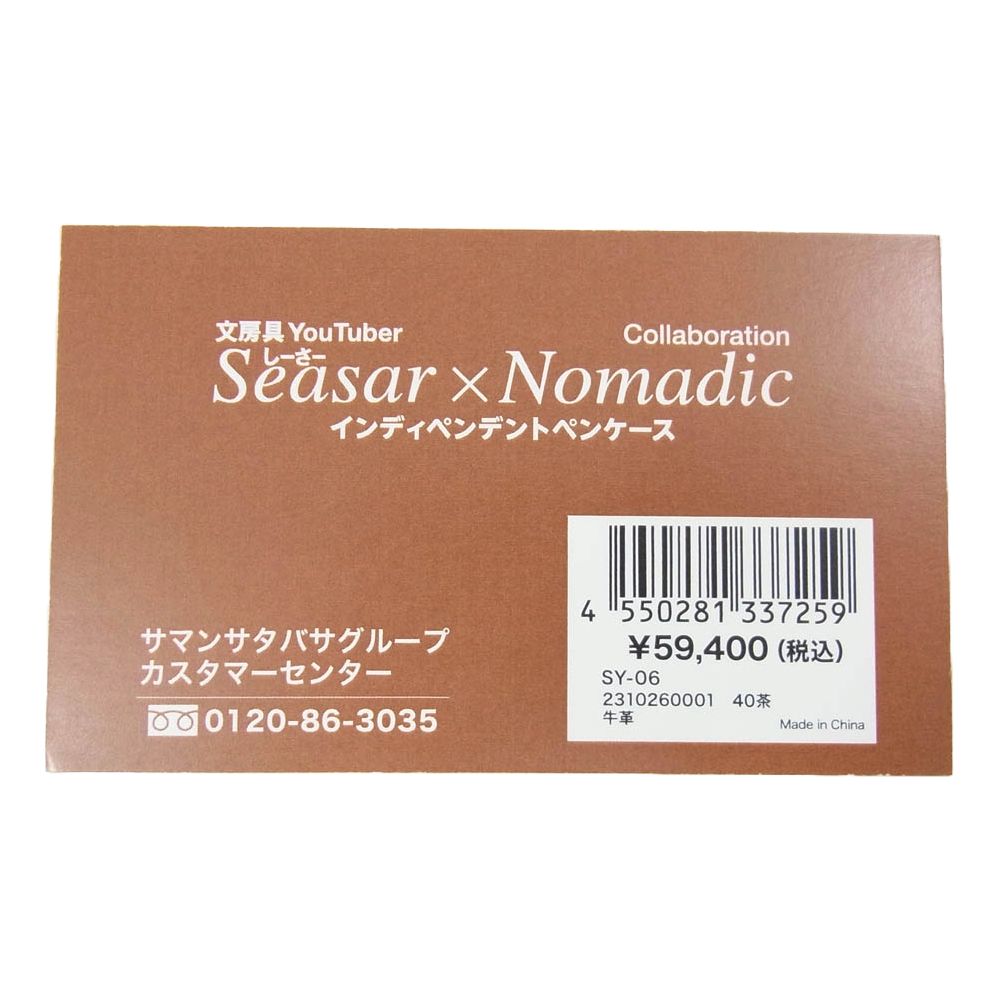 文房具 YouTuber
Collaboration
しーさー
Seasar × Nomadic
インディペンデントペンケース
4 550281 337259
¥59,400 (税込)
SY-06
2310260001 40茶
牛革
Made in China
サマンサタバサグループ
カスタマーセンター
0120-86-3035